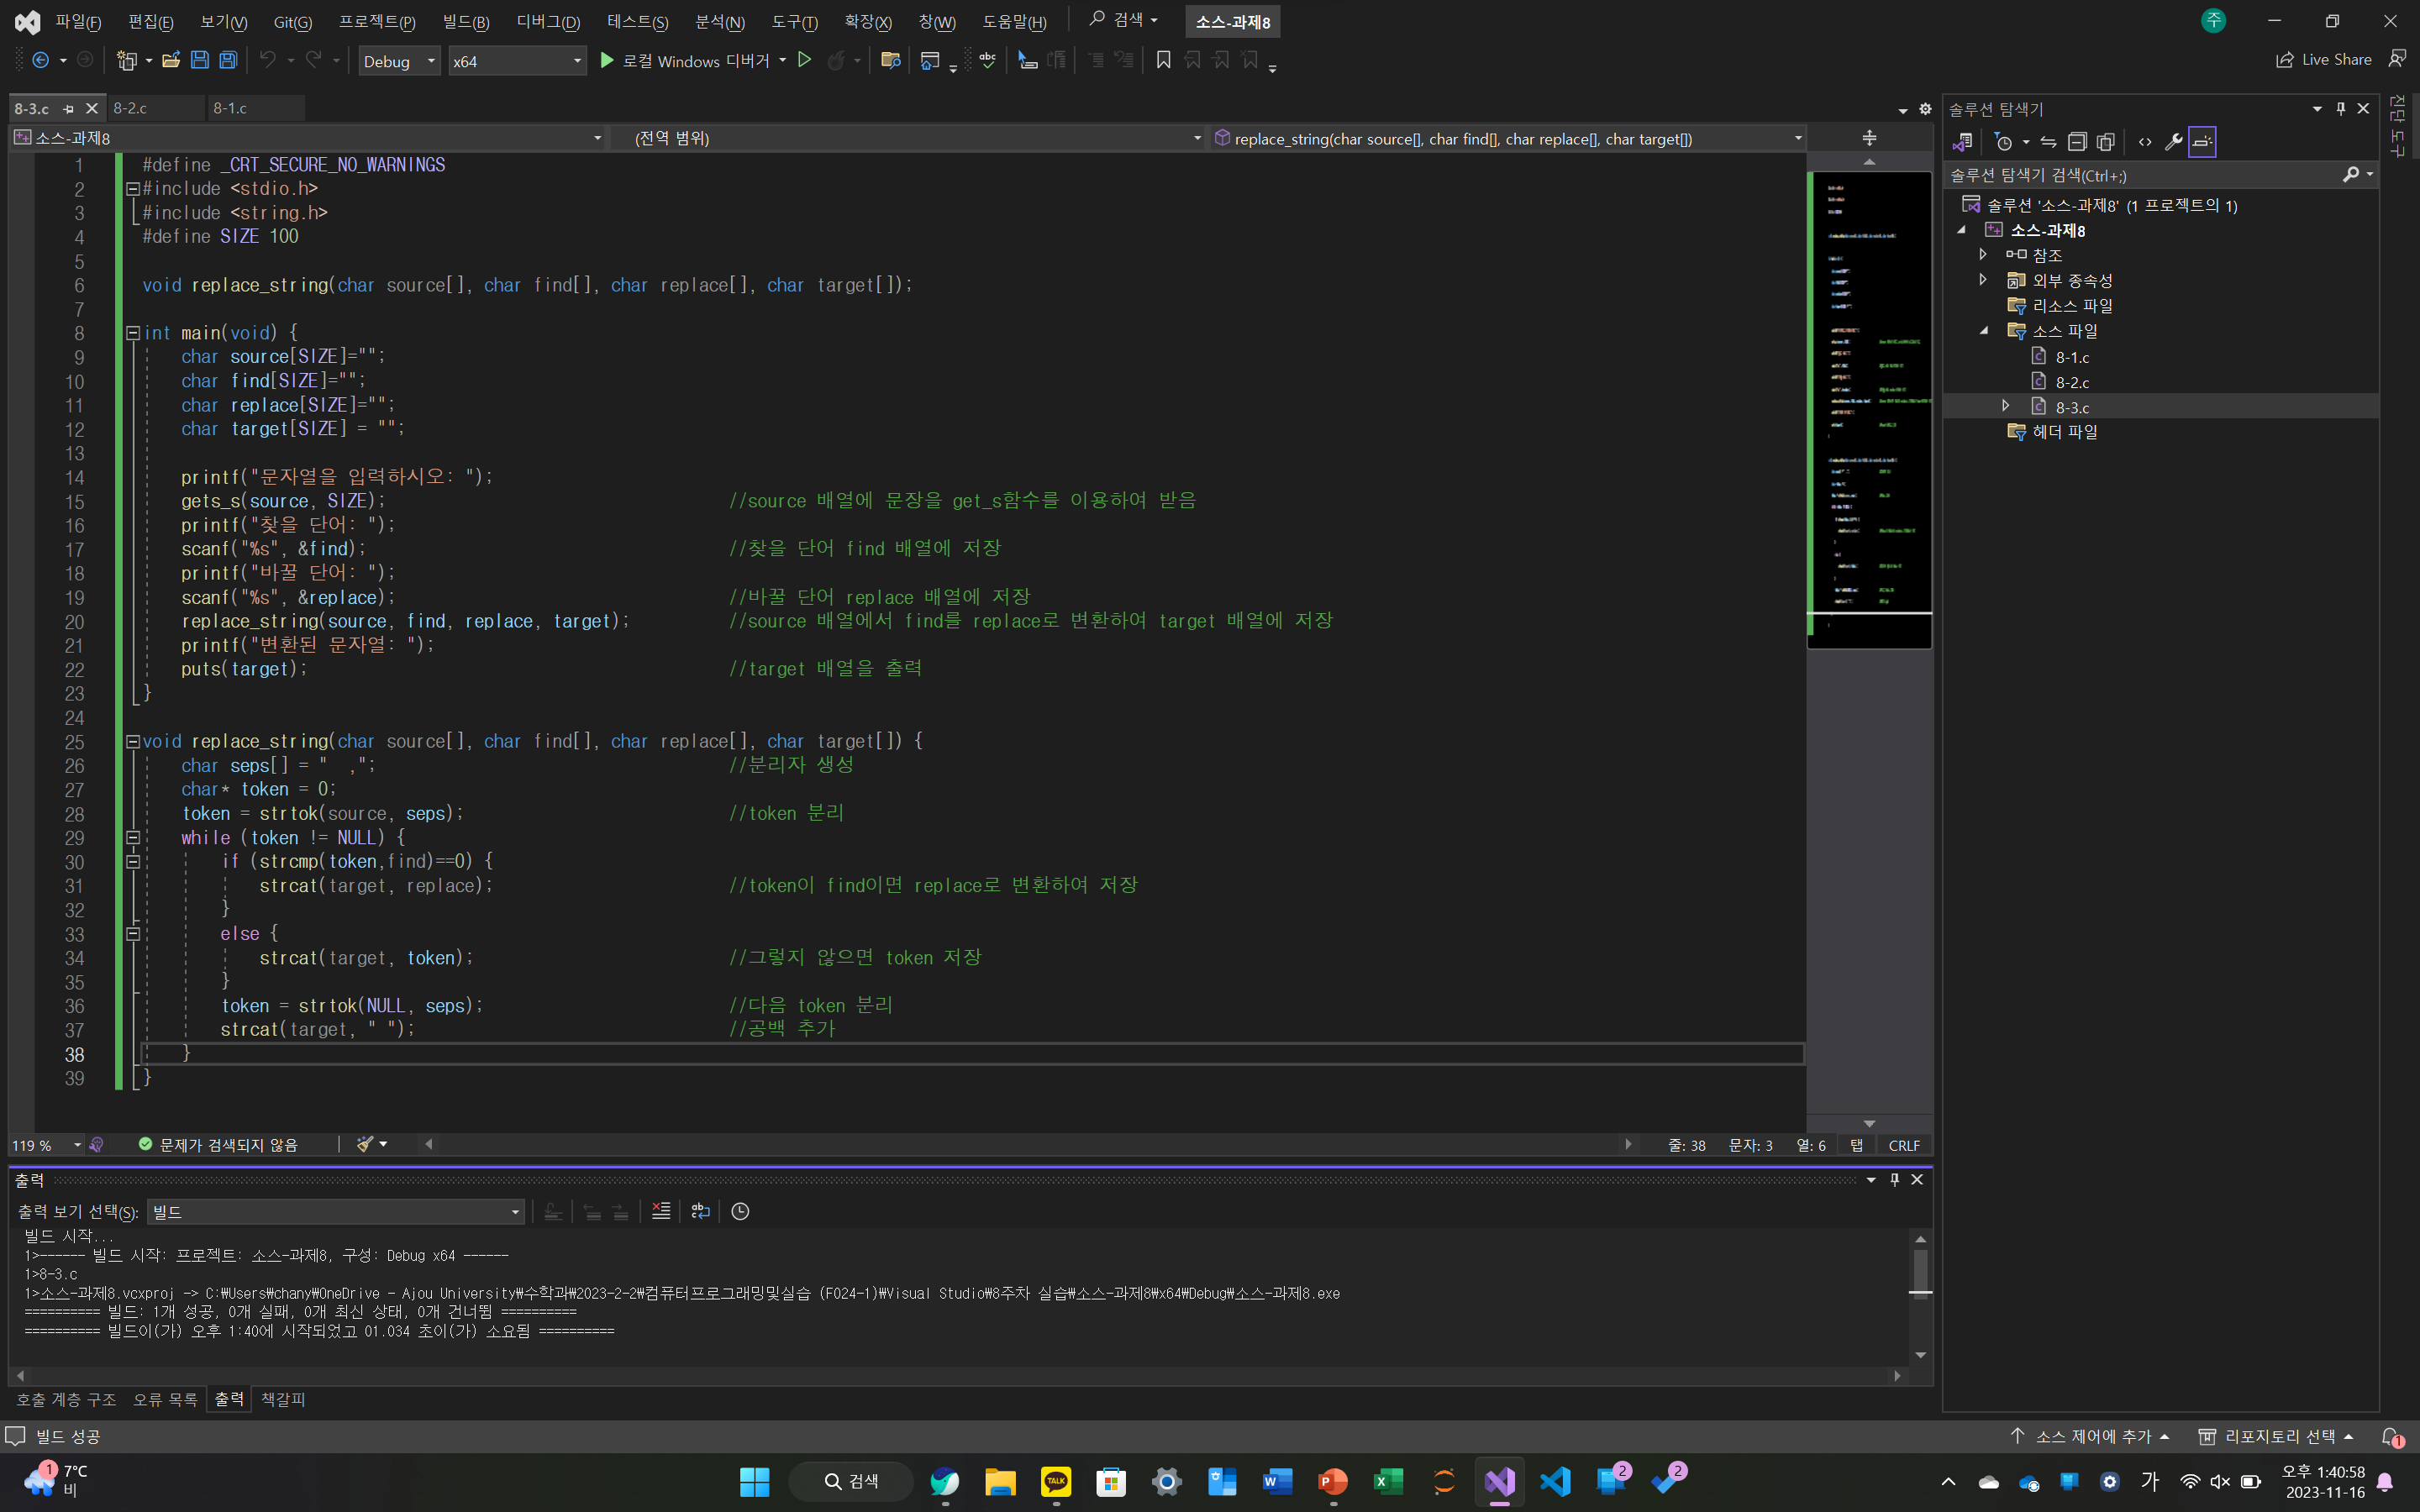 파일(F) 편집(E) 보기(V) Git(G) 프로젝트(P) 빌드(B) 디버그(D) 테스트(S) 분석(N) 도구(T) 확장(X) 창(W) 도움말(H) 검색 소스-과제8 주
Debug x64 로컬 Windows 디버거 abc Live Share
8-3.c 8-2.c 8-1.c
소스-과제8 (전역 범위) replace_string(char source[], char find[], char replace[], char target[])
1 #define _CRT_SECURE_NO_WARNINGS
2 #include <stdio.h>
3 #include <string.h>
4 #define SIZE 100
5
6 void replace_string(char source[], char find[], char replace[], char target[]);
7
8 int main(void) {
9 char source[SIZE]="";
10 char find[SIZE]="";
11 char replace[SIZE]="";
12 char target[SIZE] = "";
13
14 printf("문자열을 입력하시오: ");
15 gets_s(source, SIZE); //source 배열에 문장을 get_s함수를 이용하여 받음
16 printf("찾을 단어: ");
17 scanf("%s", &find); //찾을 단어 find 배열에 저장
18 printf("바꿀 단어: ");
19 scanf("%s", &replace); //바꿀 단어 replace 배열에 저장
20 replace_string(source, find, replace, target); //source 배열에서 find를 replace로 변환하여 target 배열에 저장
21 printf("변환된 문자열: ");
22 puts(target); //target 배열을 출력
23 }
24
25 void replace_string(char source[], char find[], char replace[], char target[]) {
26 char seps[] = "  ,"; //분리자 생성
27 char* token = 0;
28 token = strtok(source, seps); //token 분리
29 while (token != NULL) {
30 if (strcmp(token,find)==0) {
31 strcat(target, replace); //token이 find이면 replace로 변환하여 저장
32 }
33 else {
34 strcat(target, token); //그렇지 않으면 token 저장
35 }
36 token = strtok(NULL, seps); //다음 token 분리
37 strcat(target, " "); //공백 추가
38 }
39 }
119 % 문제가 검색되지 않음 줄: 38 문자: 3 열: 6 탭 CRLF
출력
출력 보기 선택(S): 빌드
빌드 시작...
1>------ 빌드 시작: 프로젝트: 소스-과제8, 구성: Debug x64 ------
1>8-3.c
1>소스-과제8.vcxproj -> C:₩Users₩chany₩OneDrive - Ajou University₩수학과₩2023-2-2₩컴퓨터프로그래밍및실습 (F024-1)₩Visual Studio₩8주차 실습₩소스-과제8₩x64₩Debug₩소스-과제8.exe
========== 빌드: 1개 성공, 0개 실패, 0개 최신 상태, 0개 건너뜀 ==========
========== 빌드이(가) 오후 1:40에 시작되었고 01.034 초이(가) 소요됨 ==========
호출 계층 구조 오류 목록 출력 책갈피
솔루션 탐색기
솔루션 탐색기 검색(Ctrl+;)
솔루션 '소스-과제8' (1 프로젝트의 1)
소스-과제8
참조
외부 종속성
리소스 파일
소스 파일
8-1.c
8-2.c
8-3.c
헤더 파일
진단 도구
빌드 성공 소스 제어에 추가 리포지토리 선택 1
1 7°C
비
검색 TALK W P X 2 2 가
오후 1:40:58
2023-11-16